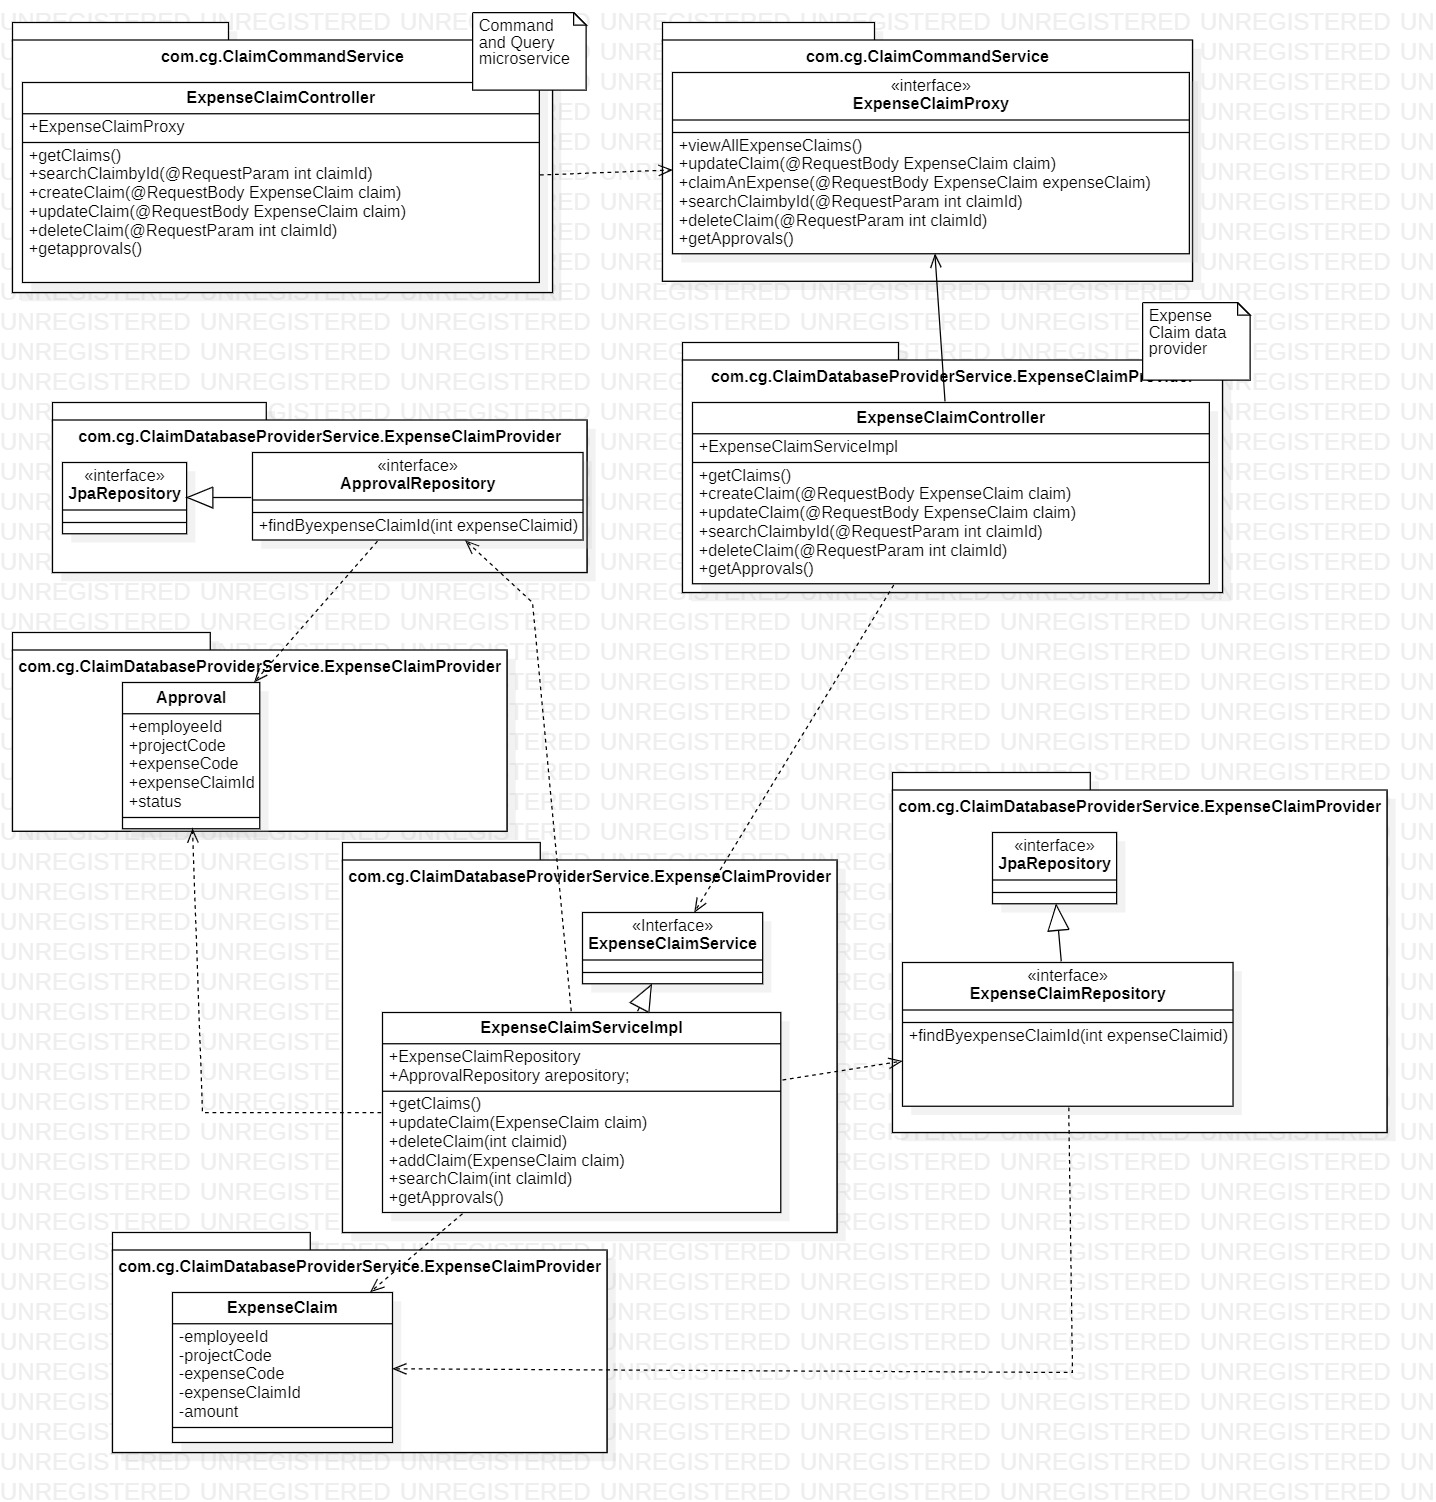 Command
and Query
microservice
com.cg.ClaimCommandService
ExpenseClaimController
+ExpenseClaimProxy
+getClaims()
+searchClaimbyId(@RequestParam int claimId)
+createClaim(@RequestBody ExpenseClaim claim)
+updateClaim(@RequestBody ExpenseClaim claim)
+deleteClaim(@RequestParam int claimId)
+getapprovals()
com.cg.ClaimCommandService
«interface»
ExpenseClaimProxy
+viewAllExpenseClaims()
+updateClaim(@RequestBody ExpenseClaim claim)
+claimAnExpense(@RequestBody ExpenseClaim expenseClaim)
+searchClaimbyId(@RequestParam int claimId)
+deleteClaim(@RequestParam int claimId)
+getApprovals()
Expense
Claim data
provider
com.cg.ClaimDatabaseProviderService.ExpenseClaimProvider
ExpenseClaimController
+ExpenseClaimServiceImpl
+getClaims()
+createClaim(@RequestBody ExpenseClaim claim)
+updateClaim(@RequestBody ExpenseClaim claim)
+searchClaimbyId(@RequestParam int claimId)
+deleteClaim(@RequestParam int claimId)
+getApprovals()
com.cg.ClaimDatabaseProviderService.ExpenseClaimProvider
«interface»
JpaRepository
«interface»
ApprovalRepository
+findByexpenseClaimId(int expenseClaimid)
com.cg.ClaimDatabaseProviderService.ExpenseClaimProvider
Approval
+employeeId
+projectCode
+expenseCode
+expenseClaimId
+status
com.cg.ClaimDatabaseProviderService.ExpenseClaimProvider
«interface»
JpaRepository
«interface»
ExpenseClaimRepository
+findByexpenseClaimId(int expenseClaimid)
com.cg.ClaimDatabaseProviderService.ExpenseClaimProvider
«Interface»
ExpenseClaimService
ExpenseClaimServiceImpl
+ExpenseClaimRepository
+ApprovalRepository arepository;
+getClaims()
+updateClaim(ExpenseClaim claim)
+deleteClaim(int claimid)
+addClaim(ExpenseClaim claim)
+searchClaim(int claimId)
+getApprovals()
com.cg.ClaimDatabaseProviderService.ExpenseClaimProvider
ExpenseClaim
-employeeId
-projectCode
-expenseCode
-expenseClaimId
-amount
UNREGISTERED